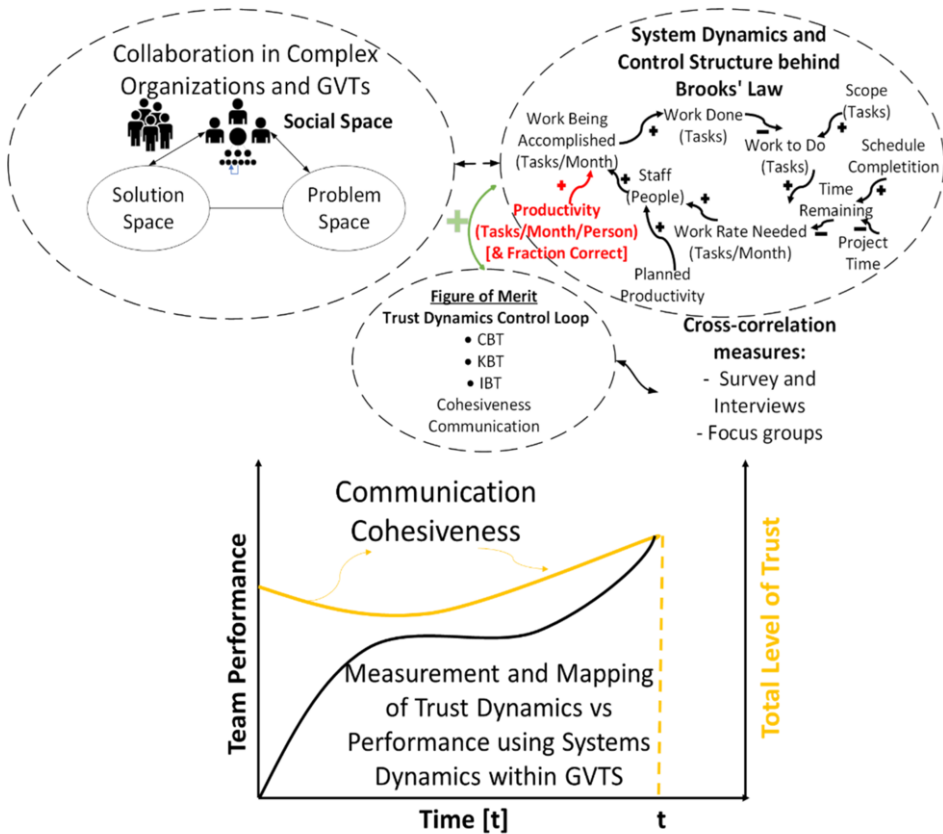 Collaboration in Complex
Organizations and GVTs
Social Space
Solution
Space
Problem
Space
System Dynamics and
Control Structure behind
Brooks' Law
Work Being
Accomplished
(Tasks/Month)
+
Work Done
(Tasks)
–
Scope
(Tasks)
+
Work to Do
(Tasks)
+
Schedule
Completition
+
Time
Remaining
–
Project
Time
–
Work Rate Needed
(Tasks/Month)
+
Staff
(People)
+
+
Productivity
(Tasks/Month/Person)
[& Fraction Correct]
Planned
Productivity
+
Figure of Merit
Trust Dynamics Control Loop
• CBT
• KBT
• IBT
Cohesiveness
Communication
Cross-correlation
measures:
- Survey and
Interviews
- Focus groups
Communication
Cohesiveness
Measurement and Mapping
of Trust Dynamics vs
Performance using Systems
Dynamics within GVTS
Team Performance
Total Level of Trust
Time [t]
t